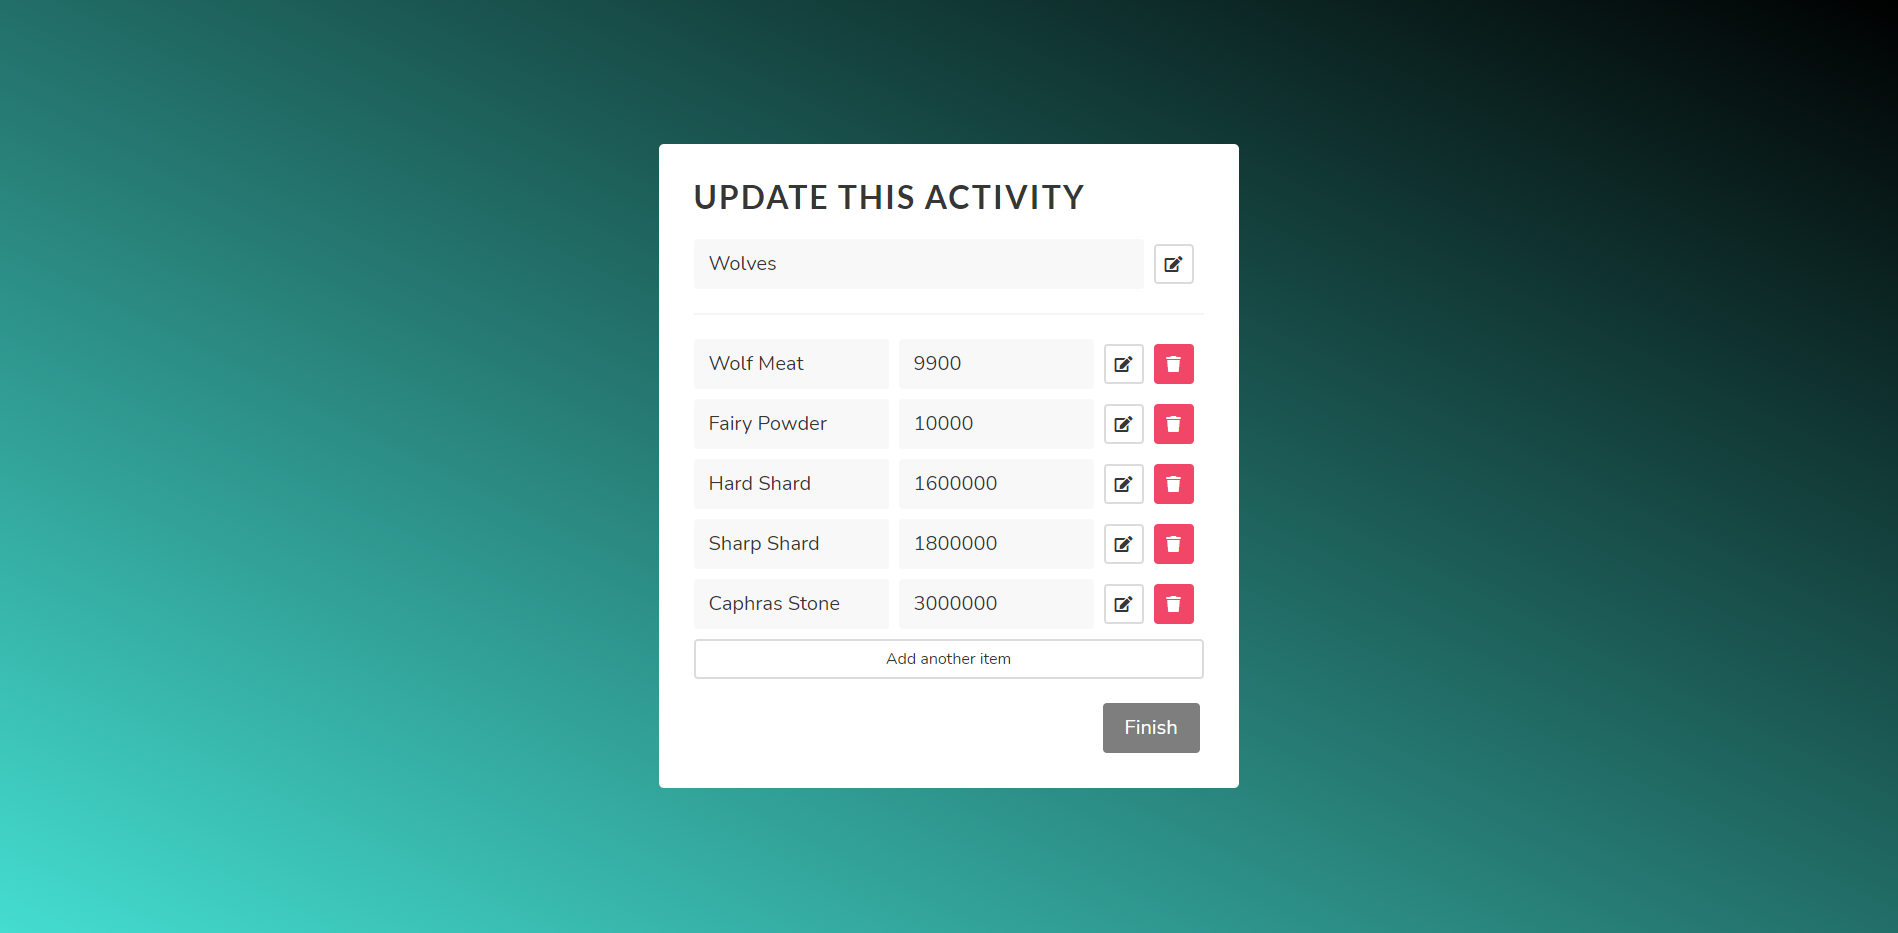 UPDATE THIS ACTIVITY
Wolves
Wolf Meat 9900
Fairy Powder 10000
Hard Shard 1600000
Sharp Shard 1800000
Caphras Stone 3000000
Add another item
Finish